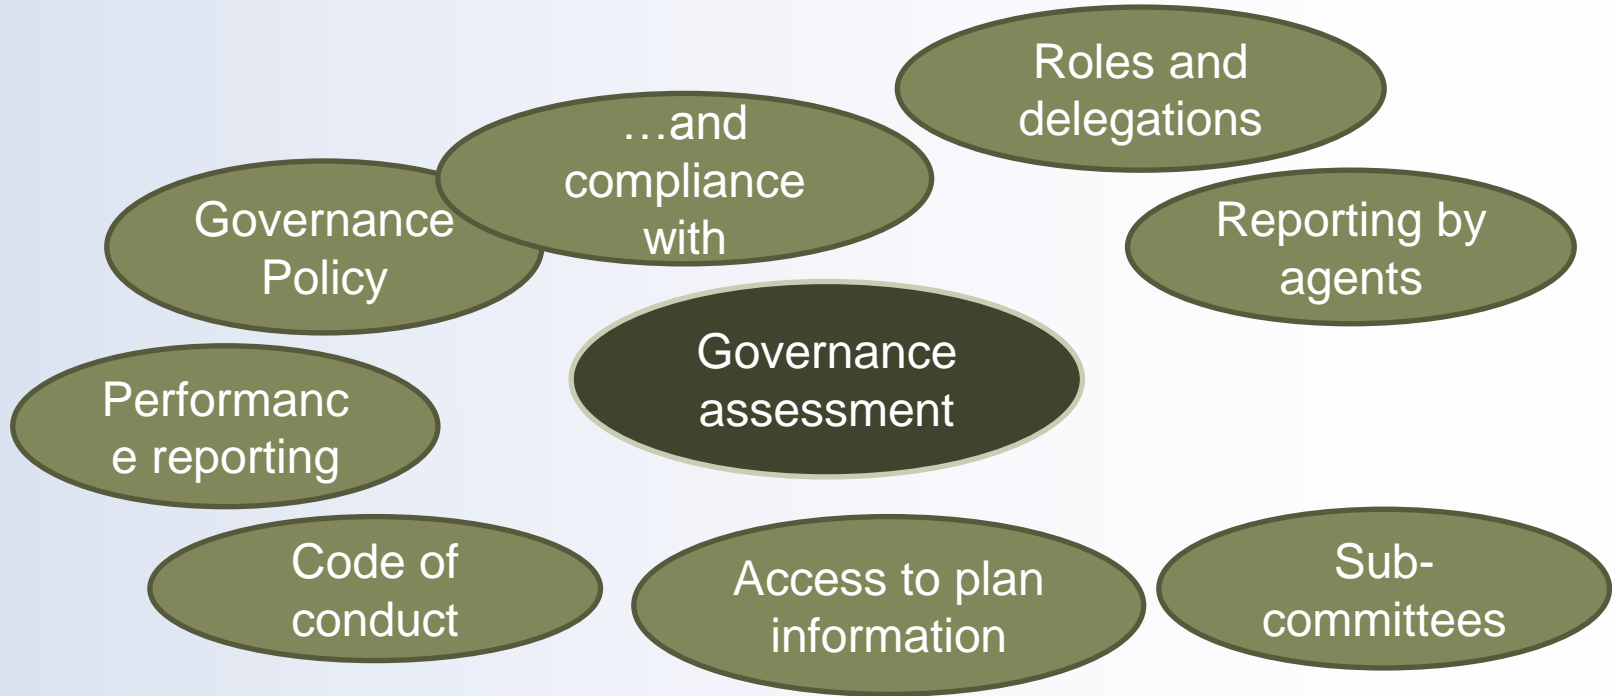 Roles and
delegations
…and
compliance
with
Governance
Policy
Reporting by
agents
Governance
assessment
Performanc
e reporting
Code of
conduct
Access to plan
information
Sub-
committees